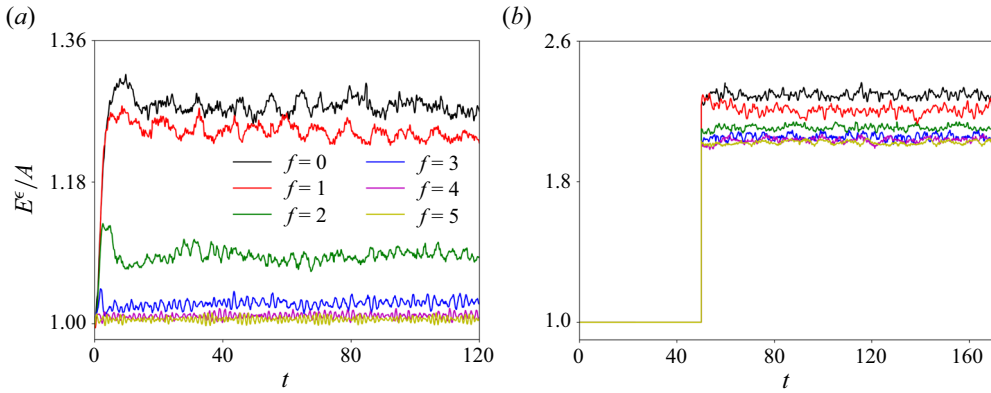 (a)
(b)
1.36
1.18
1.00
E^ϵ/A
f = 0
f = 3
f = 1
f = 4
f = 2
f = 5
0
40
80
120
t
2.6
1.8
1.0
0
40
80
120
160
t